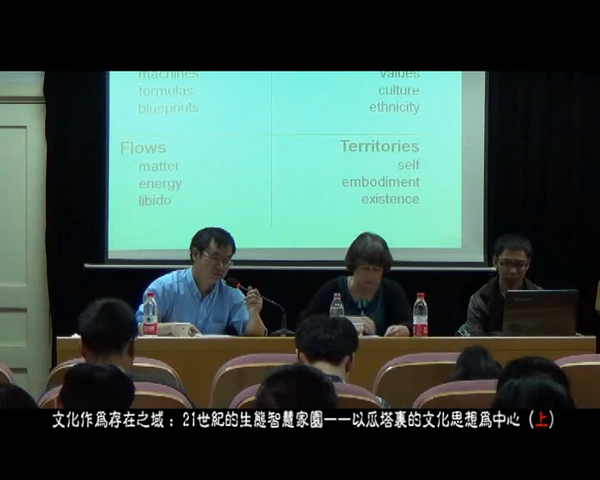 machines
formulas
blueprints
values
culture
ethnicity
Flows
matter
energy
libido
Territories
self
embodiment
existence
文化作爲存在之域：21世紀的生態智慧家園——以瓜塔裏的文化思想爲中心（上）